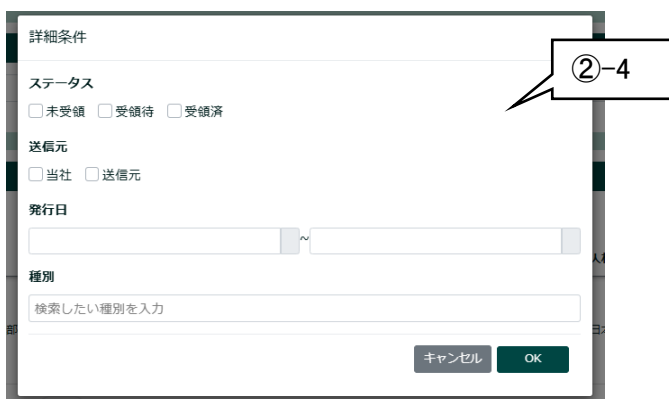 詳細条件
②-4
ステータス
未受領 受領待 受領済
送信元
当社 送信元
発行日
~
種別
検索したい種別を入力
キャンセル OK